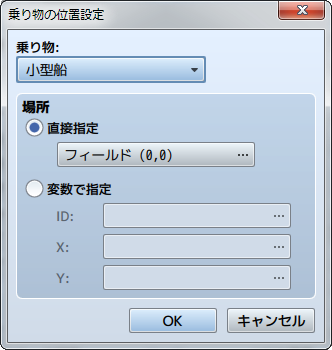 乗り物の位置設定
乗り物:
小型船
場所
直接指定
フィールド (0,0) ...
変数で指定
ID: ...
X: ...
Y: ...
OK キャンセル